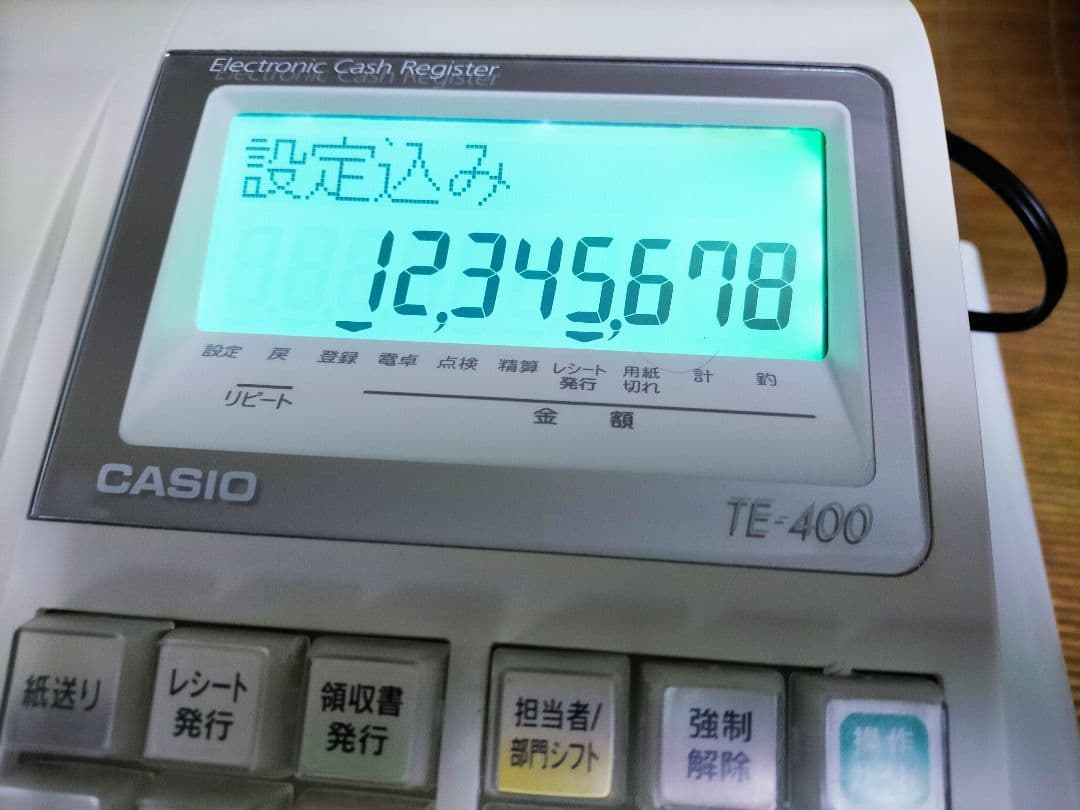 Electronic Cash Register
設定込み
12,345,678
設定 戻 登録 電卓 点検 精算 レシート発行 用紙切れ 計 釣
リピート 金額
CASIO
TE-400
紙送り
レシート発行
領収書発行
担当者/部門シフト
強制解除
操作